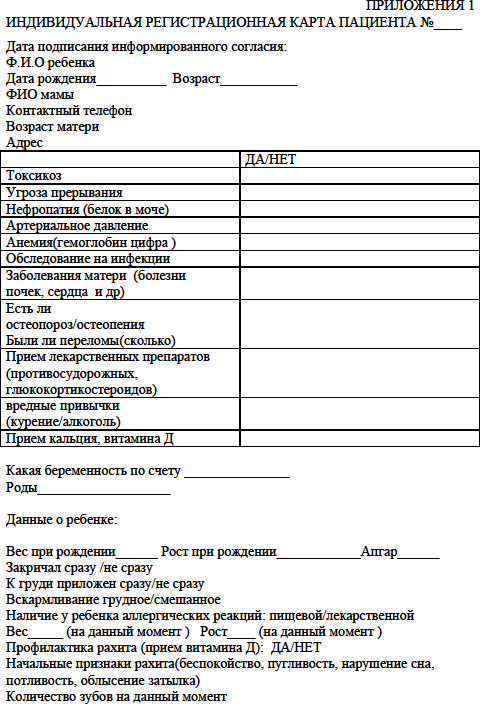 ПРИЛОЖЕНИЯ 1
ИНДИВИДУАЛЬНАЯ РЕГИСТРАЦИОННАЯ КАРТА ПАЦИЕНТА №____
Дата подписания информированного согласия:
Ф.И.О ребенка
Дата рождения__________ Возраст___________
ФИО мамы
Контактный телефон
Возраст матери
Адрес
ДА/НЕТ
Токсикоз
Угроза прерывания
Нефропатия (белок в моче)
Артериальное давление
Анемия(гемоглобин цифра )
Обследование на инфекции
Заболевания матери (болезни
почек, сердца и др)
Есть ли
остеопороз/остеопения
Были ли переломы(сколько)
Прием лекарственных препаратов
(противосудорожных,
глюкокортикостероидов)
вредные привычки
(курение/алкоголь)
Прием кальция, витамина Д
Какая беременность по счету _______________
Роды___________________
Данные о ребенке:
Вес при рождении______ Рост при рождении____________Апгар______
Закричал сразу /не сразу
К груди приложен сразу/не сразу
Вскармливание грудное/смешанное
Наличие у ребенка аллергических реакций: пищевой/лекарственной
Вес_____ (на данный момент ) Рост____ (на данный момент )
Профилактика рахита (прием витамина Д): ДА/НЕТ
Начальные признаки рахита(беспокойство, пугливость, нарушение сна,
потливость, облысение затылка)
Количество зубов на данный момент